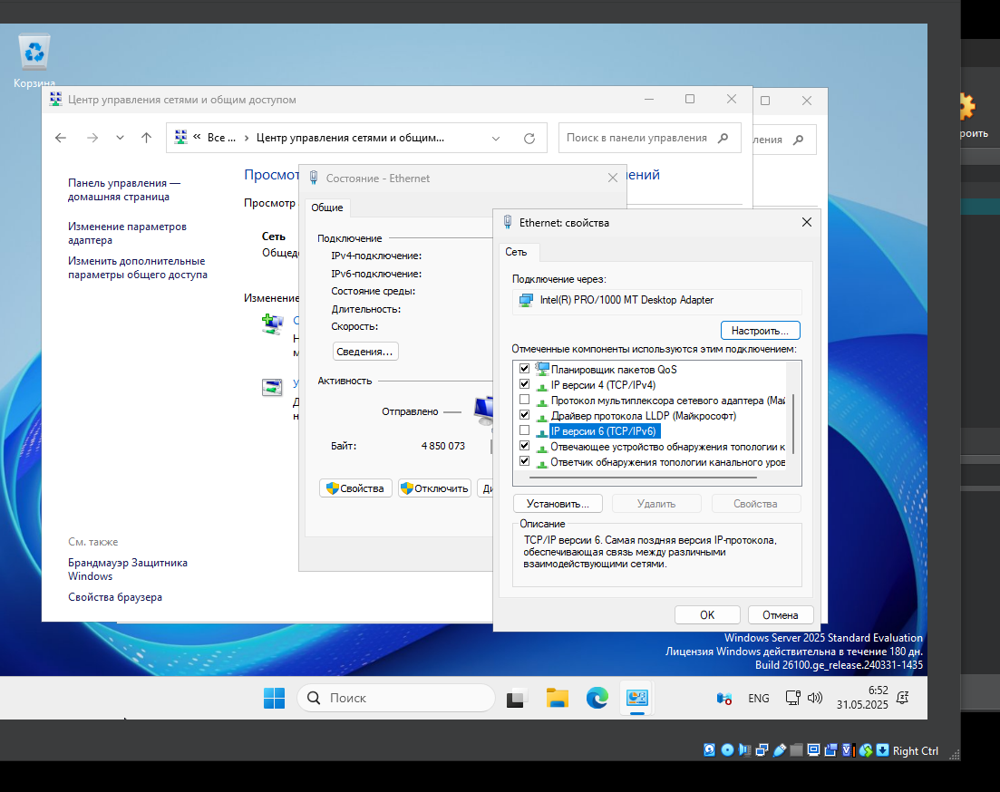 Корзина
Центр управления сетями и общим доступом
« Все ... › Центр управления сетями и общим...
Поиск в панели управления
ления
Панель управления —
домашняя страница
Изменение параметров
адаптера
Изменить дополнительные
параметры общего доступа
См. также
Брандмауэр Защитника
Windows
Свойства браузера
Просмот
ений
Просмотр
Сеть
Общед
Изменение
С
Н
м
У
Д
н
Состояние - Ethernet
Общие
Подключение
IPv4-подключение:
IPv6-подключение:
Состояние среды:
Длительность:
Скорость:
Сведения...
Активность
Отправлено
Байт:
4 850 073
Свойства
Отключить
Ди
Ethernet: свойства
Сеть
Подключение через:
Intel(R) PRO/1000 MT Desktop Adapter
Настроить...
Отмеченные компоненты используются этим подключением:
Планировщик пакетов QoS
IP версии 4 (TCP/IPv4)
Протокол мультиплексора сетевого адаптера (Май
Драйвер протокола LLDP (Майкрософт)
IP версии 6 (TCP/IPv6)
Отвечающее устройство обнаружения топологии к
Ответчик обнаружения топологии канального уров
Установить...
Удалить
Свойства
Описание
TCP/IP версии 6. Самая поздняя версия IP-протокола,
обеспечивающая связь между различными
взаимодействующими сетями.
OK
Отмена
роить
Windows Server 2025 Standard Evaluation
Лицензия Windows действительна в течение 180 дн.
Build 26100.ge_release.240331-1435
Поиск
ENG
6:52
31.05.2025
Right Ctrl